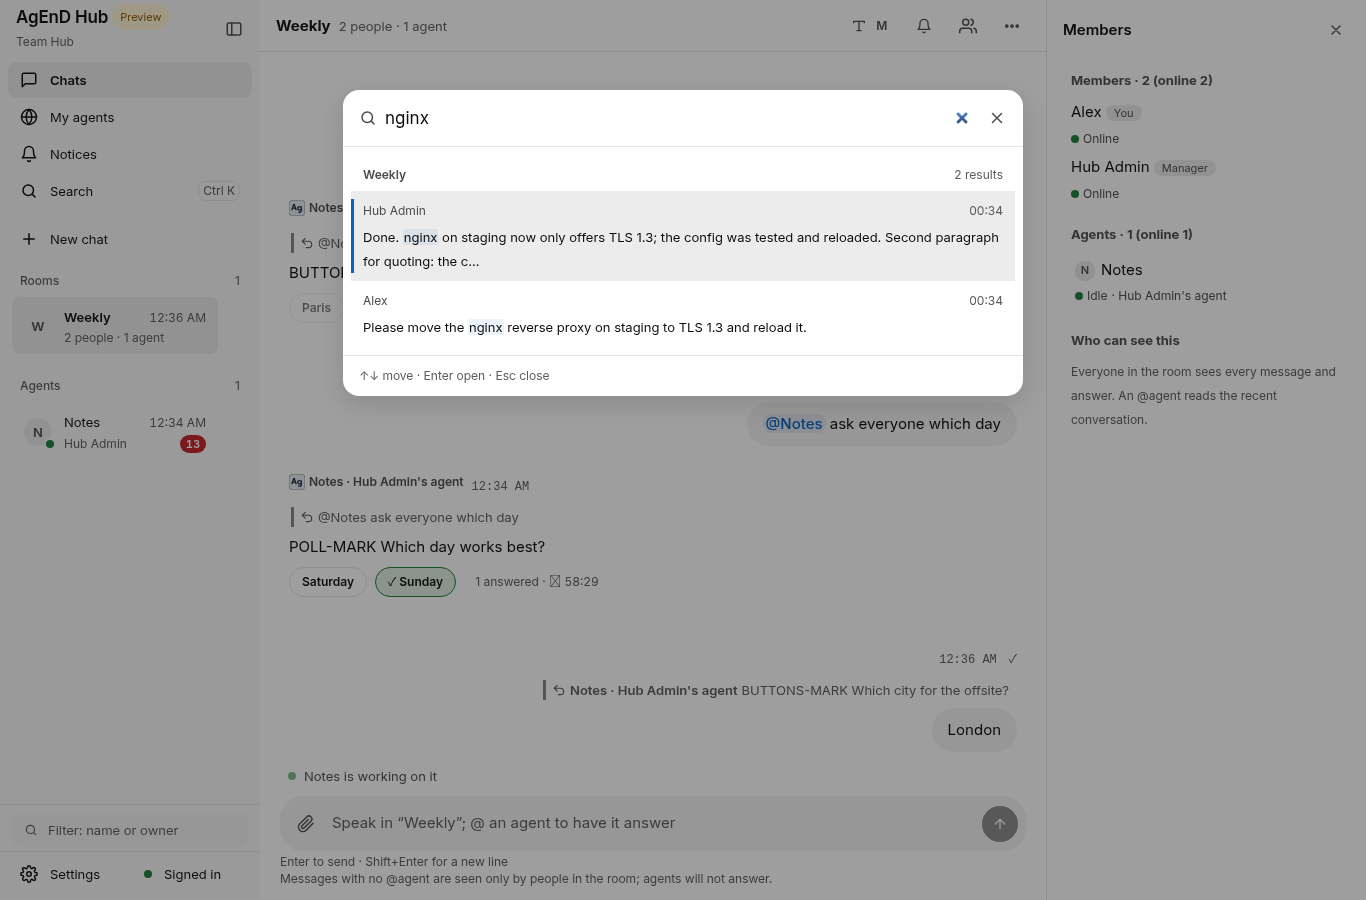 AgEnD Hub Preview
Team Hub
Chats
My agents
Notices
Search Ctrl K
New chat
Rooms 1
W Weekly 12:36 AM
2 people · 1 agent
Agents 1
N Notes 12:34 AM
Hub Admin 13
Filter: name or owner
Settings Signed in
Weekly 2 people · 1 agent
T M
nginx
Weekly 2 results
Hub Admin 00:34
Done. nginx on staging now only offers TLS 1.3; the config was tested and reloaded. Second paragraph
for quoting: the c...
Alex 00:34
Please move the nginx reverse proxy on staging to TLS 1.3 and reload it.
↑↓ move · Enter open · Esc close
Ag Notes
Paris
@Notes ask everyone which day
Ag Notes · Hub Admin's agent 12:34 AM
@Notes ask everyone which day
POLL-MARK Which day works best?
Saturday ✓ Sunday 1 answered · 58:29
12:36 AM ✓
Notes · Hub Admin's agent BUTTONS-MARK Which city for the offsite?
London
Notes is working on it
Speak in “Weekly”; @ an agent to have it answer
Enter to send · Shift+Enter for a new line
Messages with no @agent are seen only by people in the room; agents will not answer.
Members
Members · 2 (online 2)
Alex You
Online
Hub Admin Manager
Online
Agents · 1 (online 1)
N Notes
Idle · Hub Admin's agent
Who can see this
Everyone in the room sees every message and
answer. An @agent reads the recent
conversation.